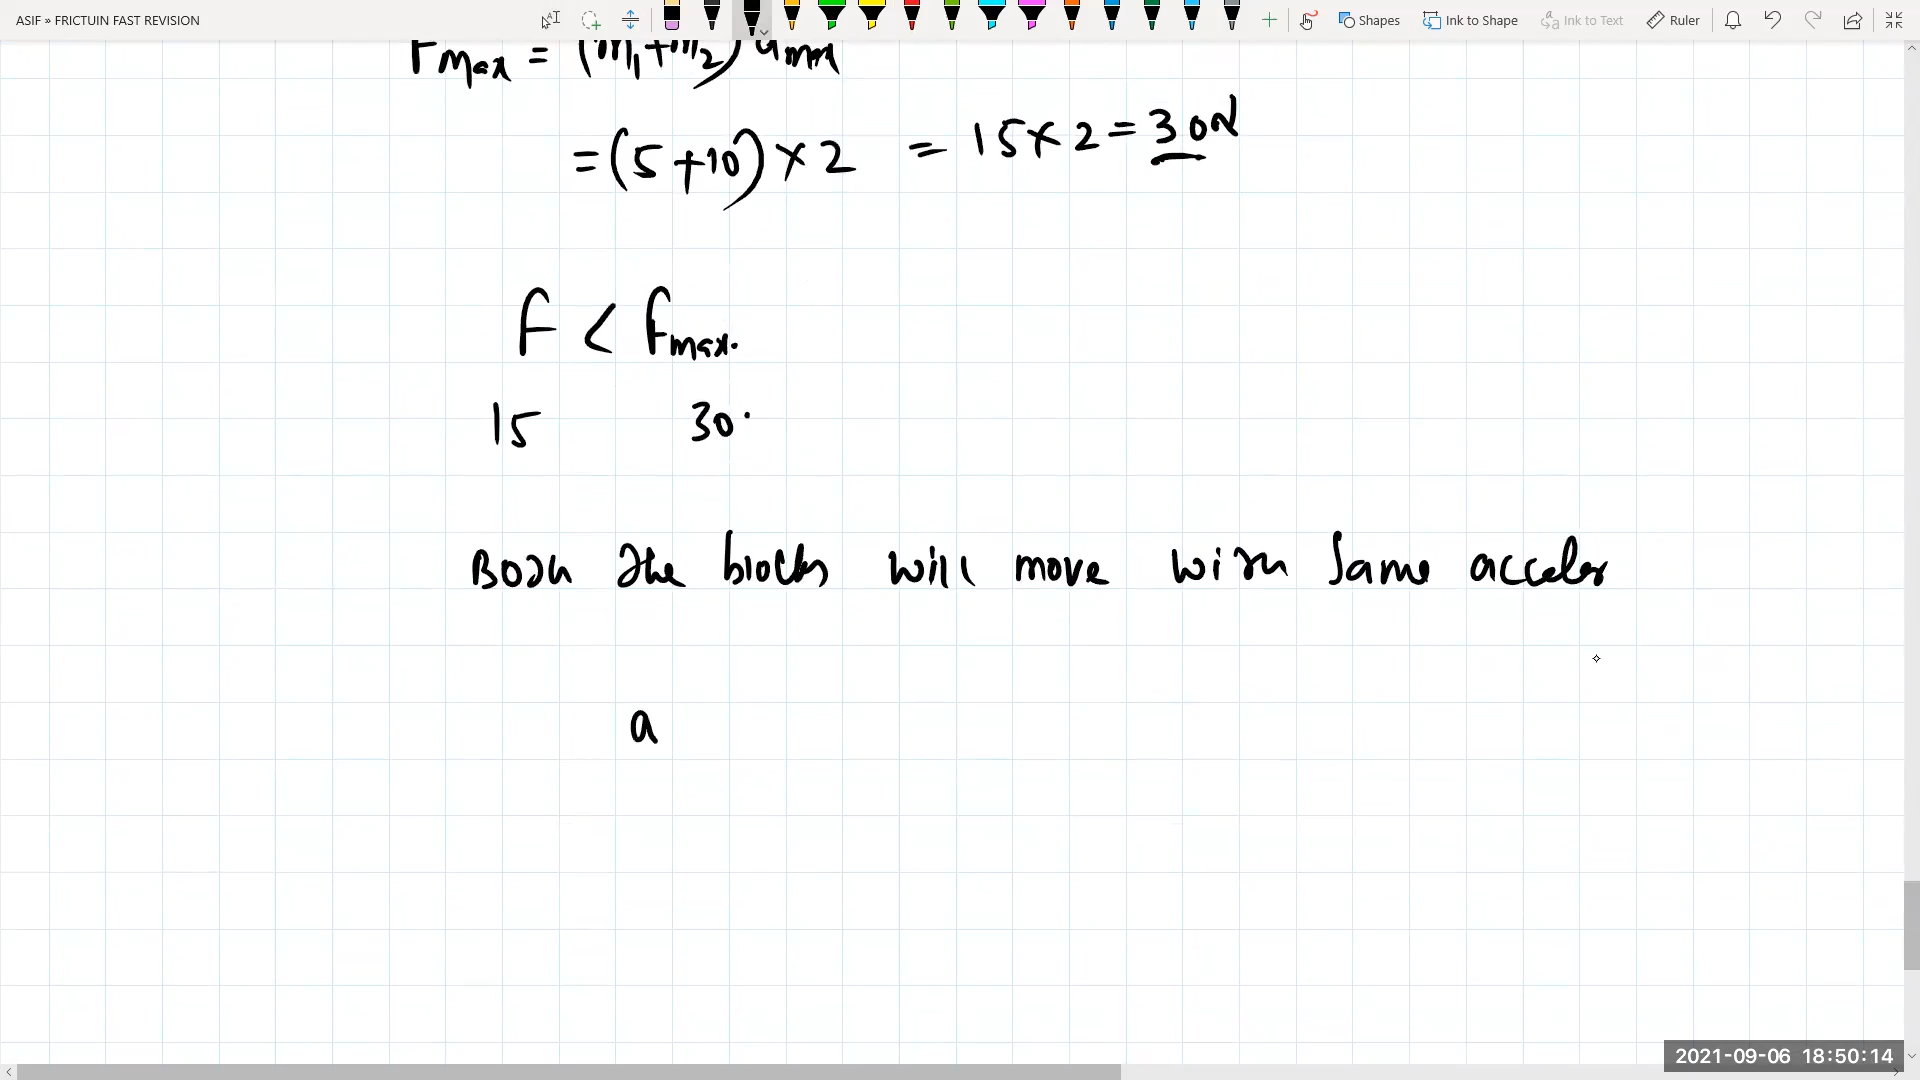 ASIF » FRICTUIN FAST REVISION
Shapes
Ink to Shape
Ink to Text
Ruler
Fmax = (m₁+m₂) amax
=(5+10)×2 = 15×2=30N
F < Fmax.
15 30.
Both the blocks will move with same acceler
a
2021-09-06 18:50:14